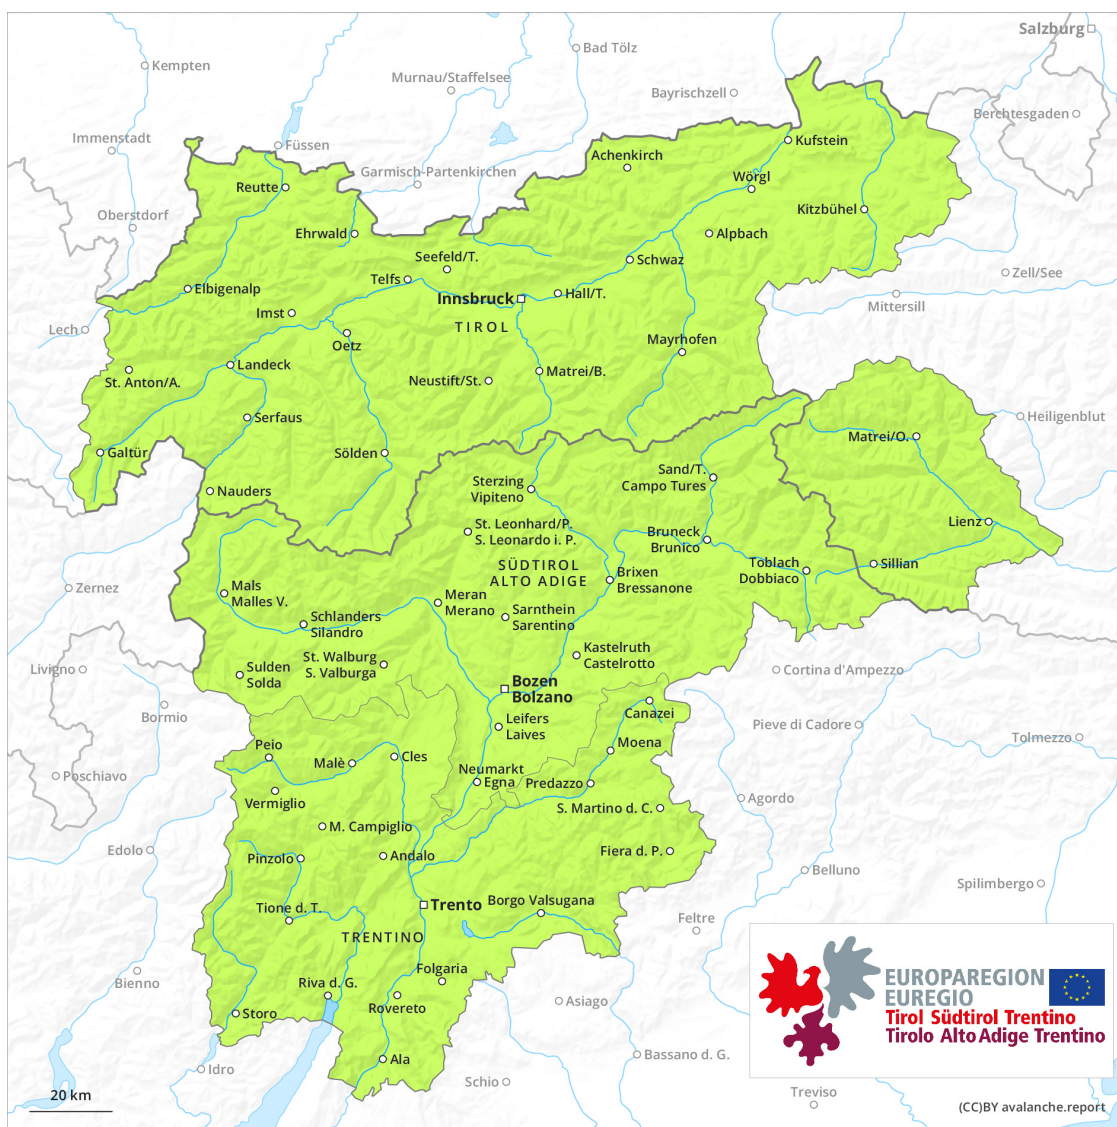 Salzburg
Bad Tölz
Kempten
Murnau/Staffelsee
Bayrischzell
Berchtesgaden
Immenstadt
Füssen
Kufstein
Achenkirch
Garmisch-Partenkirchen
Wörgl
Reutte
Oberstdorf
Kitzbühel
Ehrwald
Alpbach
Seefeld/T.
Schwaz
Zell/See
Telfs
Elbigenalp
Hall/T.
Innsbruck
Mittersill
Imst
TIROL
Lech
Oetz
Mayrhofen
Landeck
Matrei/B.
St. Anton/A.
Neustift/St.
Serfaus
Heiligenblut
Matrei/O.
Galtür
Sölden
Sand/T.
Campo Tures
Sterzing
Vipiteno
Nauders
St. Leonhard/P.
S. Leonardo i. P.
Lienz
Bruneck
Brunico
SÜDTIROL
ALTO ADIGE
Toblach
Dobbiaco
Sillian
Brixen
Bressanone
Zernez
Mals
Malles V.
Meran
Merano
Sarnthein
Sarentino
Schlanders
Silandro
Kastelruth
Castelrotto
St. Walburg
S. Valburga
Livigno
Sulden
Solda
Cortina d'Ampezzo
Bozen
Bolzano
Bormio
Canazei
Leifers
Laives
Pieve di Cadore
Tolmezzo
Moena
Peio
Cles
Malè
Poschiavo
Neumarkt
Egna
Predazzo
Vermiglio
Agordo
S. Martino d. C.
M. Campiglio
Edolo
Pinzolo
Andalo
Fiera d. P.
Belluno
Spilimbergo
Trento
Borgo Valsugana
Tione d. T.
Feltre
TRENTINO
Folgaria
Bienno
Riva d. G.
Rovereto
Asiago
Storo
EUROPAREGION
EUREGIO
Tirol Südtirol Trentino
Tirolo Alto Adige Trentino
Ala
Bassano d. G.
Idro
Schio
Treviso
20 km
(CC)BY avalanche.report